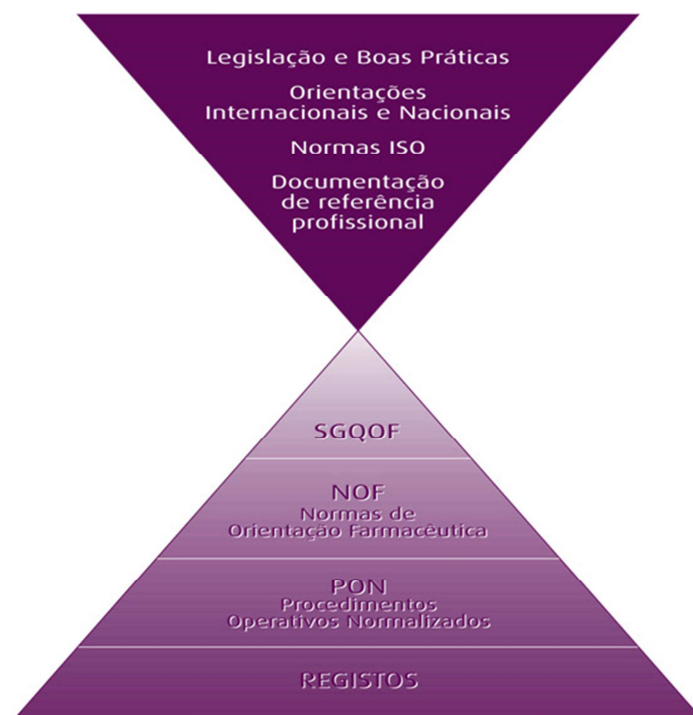 Legislação e Boas Práticas
Orientações
Internacionais e Nacionais
Normas ISO
Documentação
de referência
profissional
SGQOF
NOF
Normas de
Orientação Farmacêutica
PON
Procedimentos
Operativos Normalizados
REGISTOS